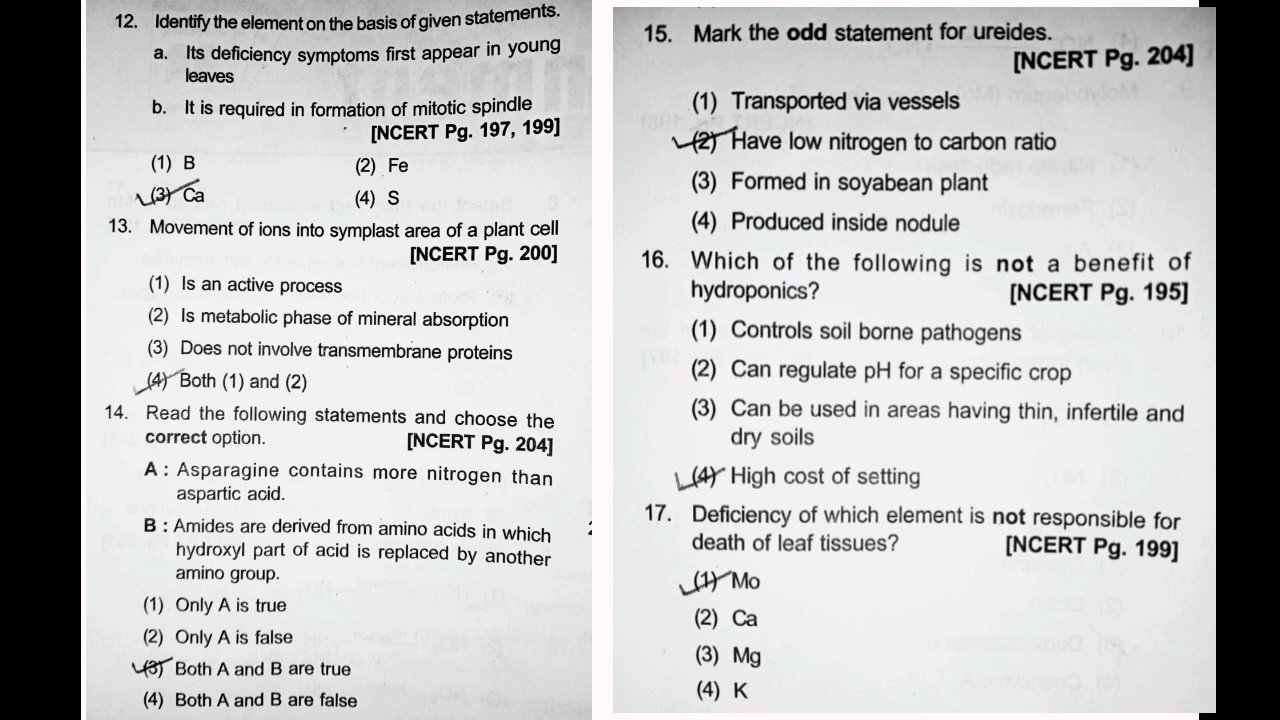 12. Identify the element on the basis of given statements.
a. Its deficiency symptoms first appear in young
leaves
b. It is required in formation of mitotic spindle
[NCERT Pg. 197, 199]
(1) B (2) Fe
(3) Ca (4) S
13. Movement of ions into symplast area of a plant cell
[NCERT Pg. 200]
(1) Is an active process
(2) Is metabolic phase of mineral absorption
(3) Does not involve transmembrane proteins
(4) Both (1) and (2)
14. Read the following statements and choose the
correct option. [NCERT Pg. 204]
A : Asparagine contains more nitrogen than
aspartic acid.
B : Amides are derived from amino acids in which
hydroxyl part of acid is replaced by another
amino group.
(1) Only A is true
(2) Only A is false
(3) Both A and B are true
(4) Both A and B are false
15. Mark the odd statement for ureides.
[NCERT Pg. 204]
(1) Transported via vessels
(2) Have low nitrogen to carbon ratio
(3) Formed in soyabean plant
(4) Produced inside nodule
16. Which of the following is not a benefit of
hydroponics? [NCERT Pg. 195]
(1) Controls soil borne pathogens
(2) Can regulate pH for a specific crop
(3) Can be used in areas having thin, infertile and
dry soils
(4) High cost of setting
17. Deficiency of which element is not responsible for
death of leaf tissues? [NCERT Pg. 199]
(1) Mo
(2) Ca
(3) Mg
(4) K